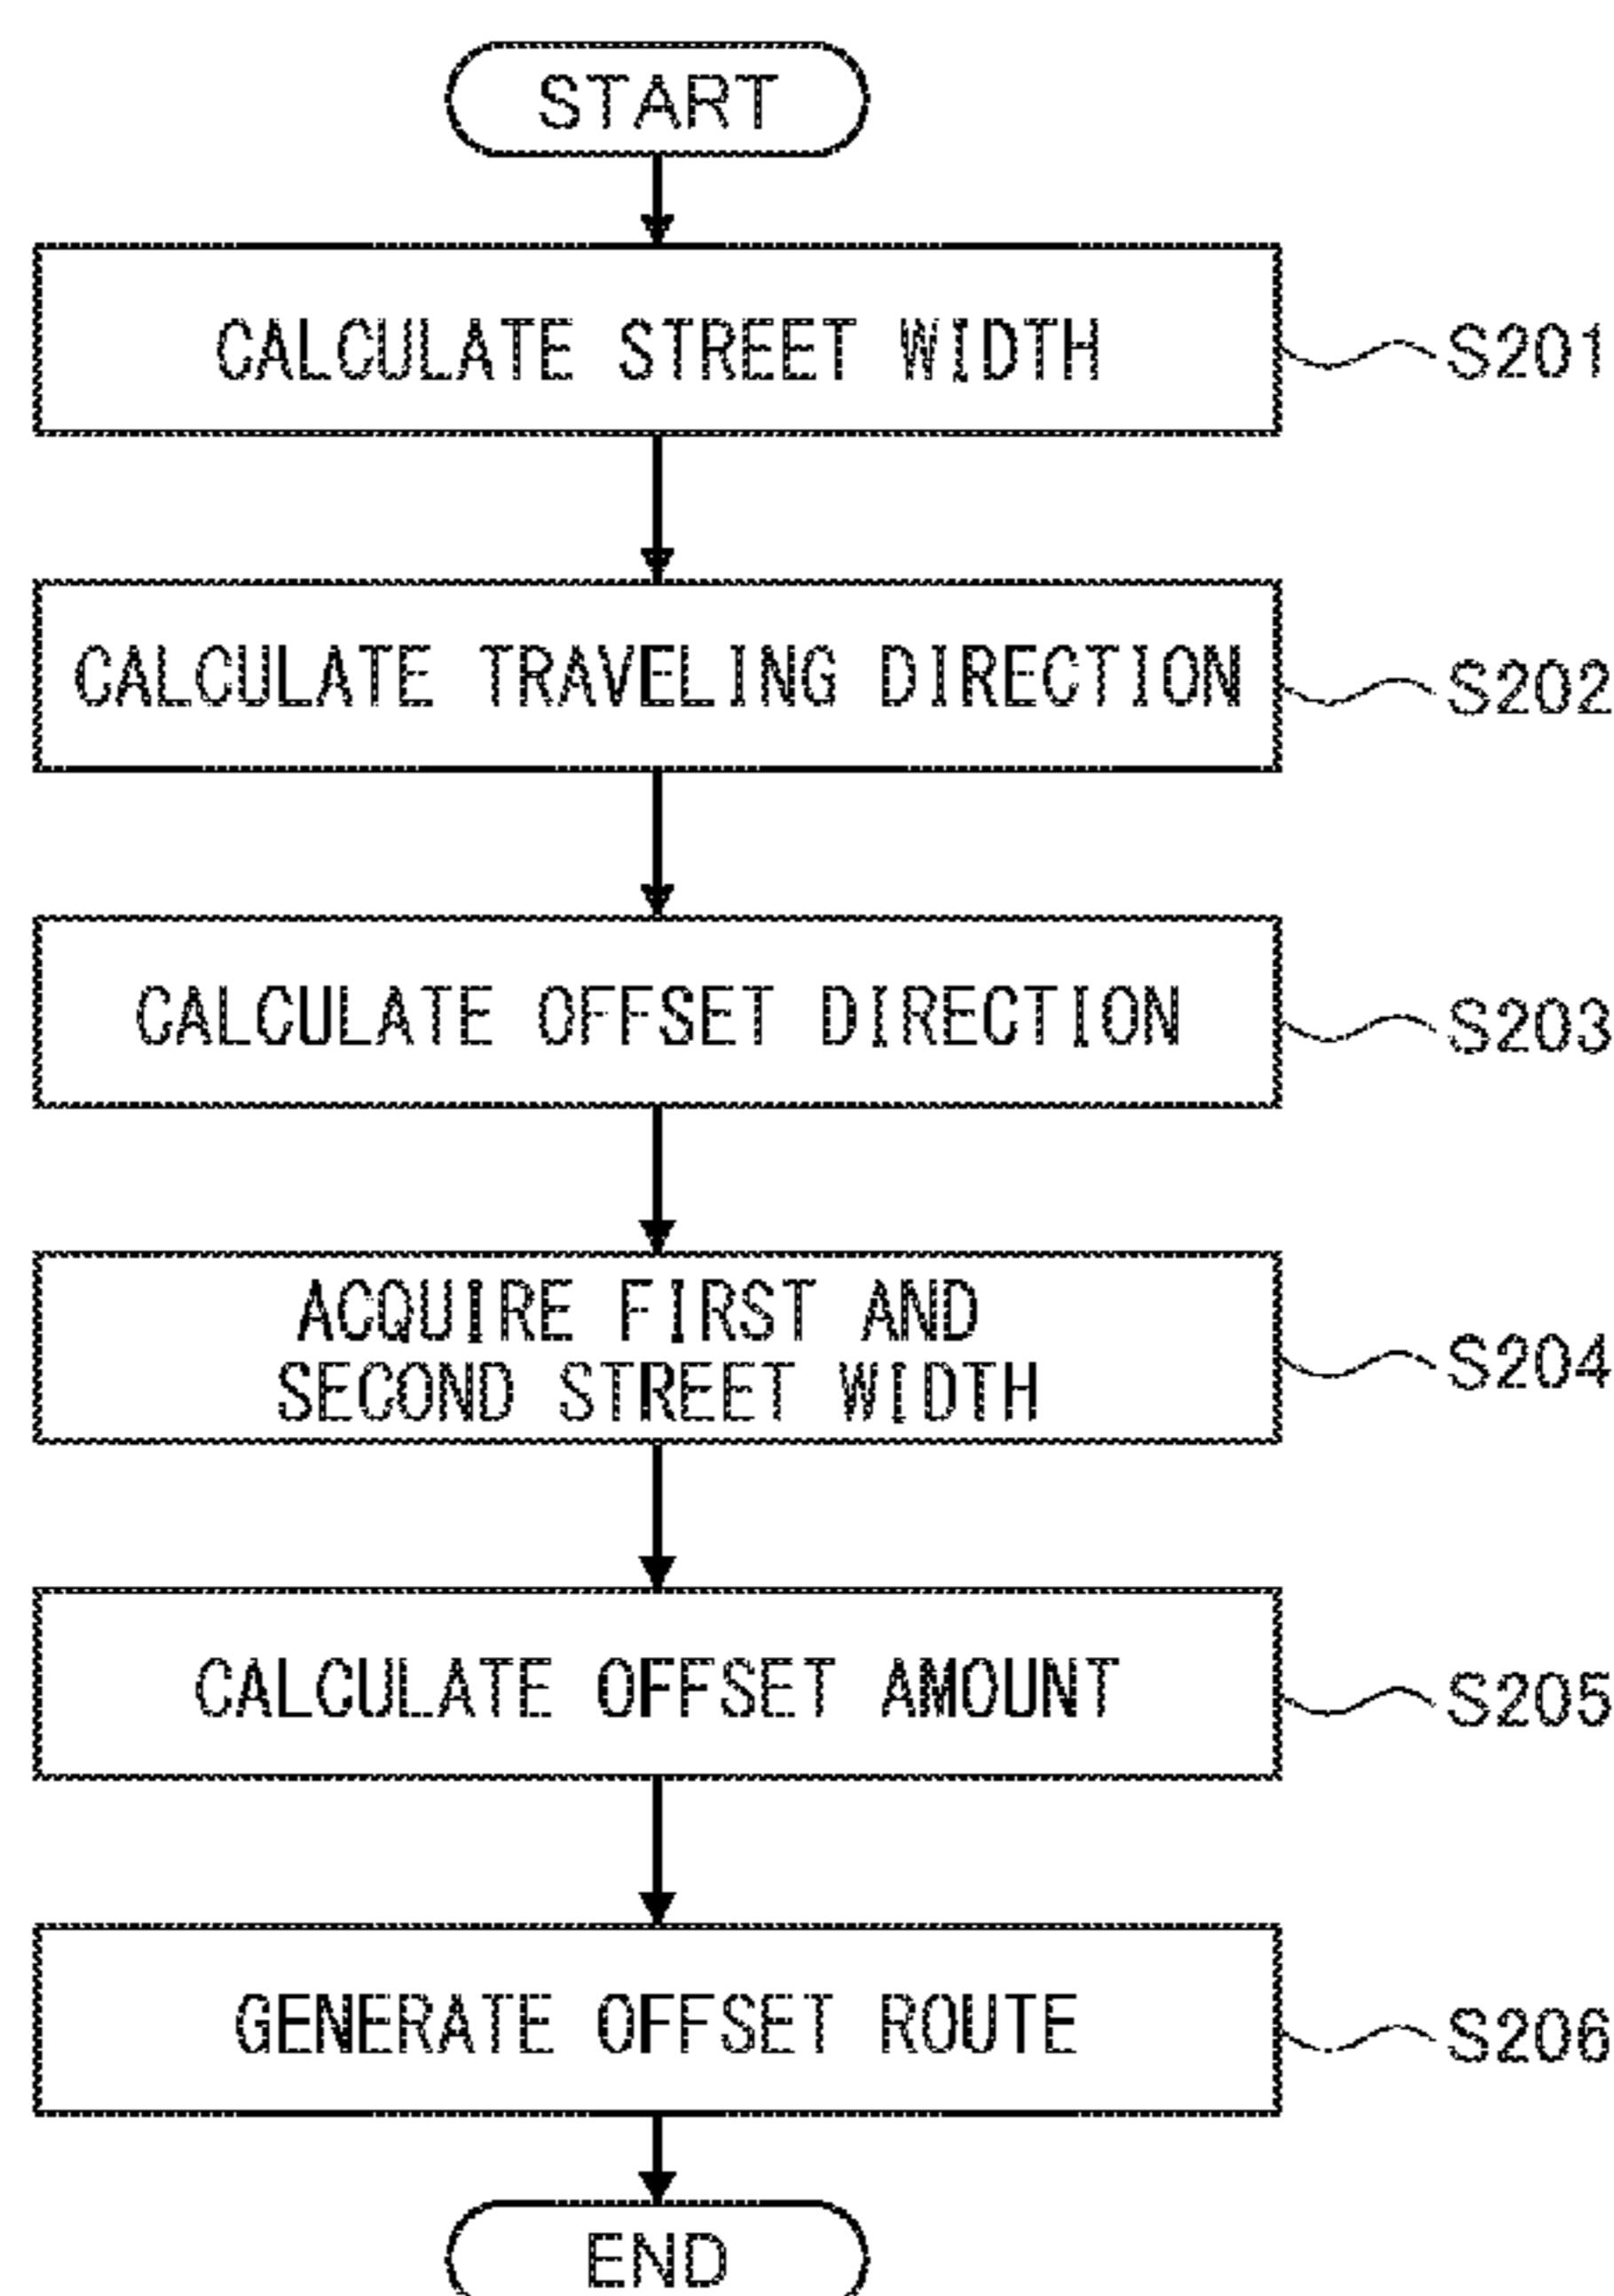 START
CALCULATE STREET WIDTH
S201
CALCULATE TRAVELING DIRECTION
S202
CALCULATE OFFSET DIRECTION
S203
ACQUIRE FIRST AND
SECOND STREET WIDTH
S204
CALCULATE OFFSET AMOUNT
S205
GENERATE OFFSET ROUTE
S206
END